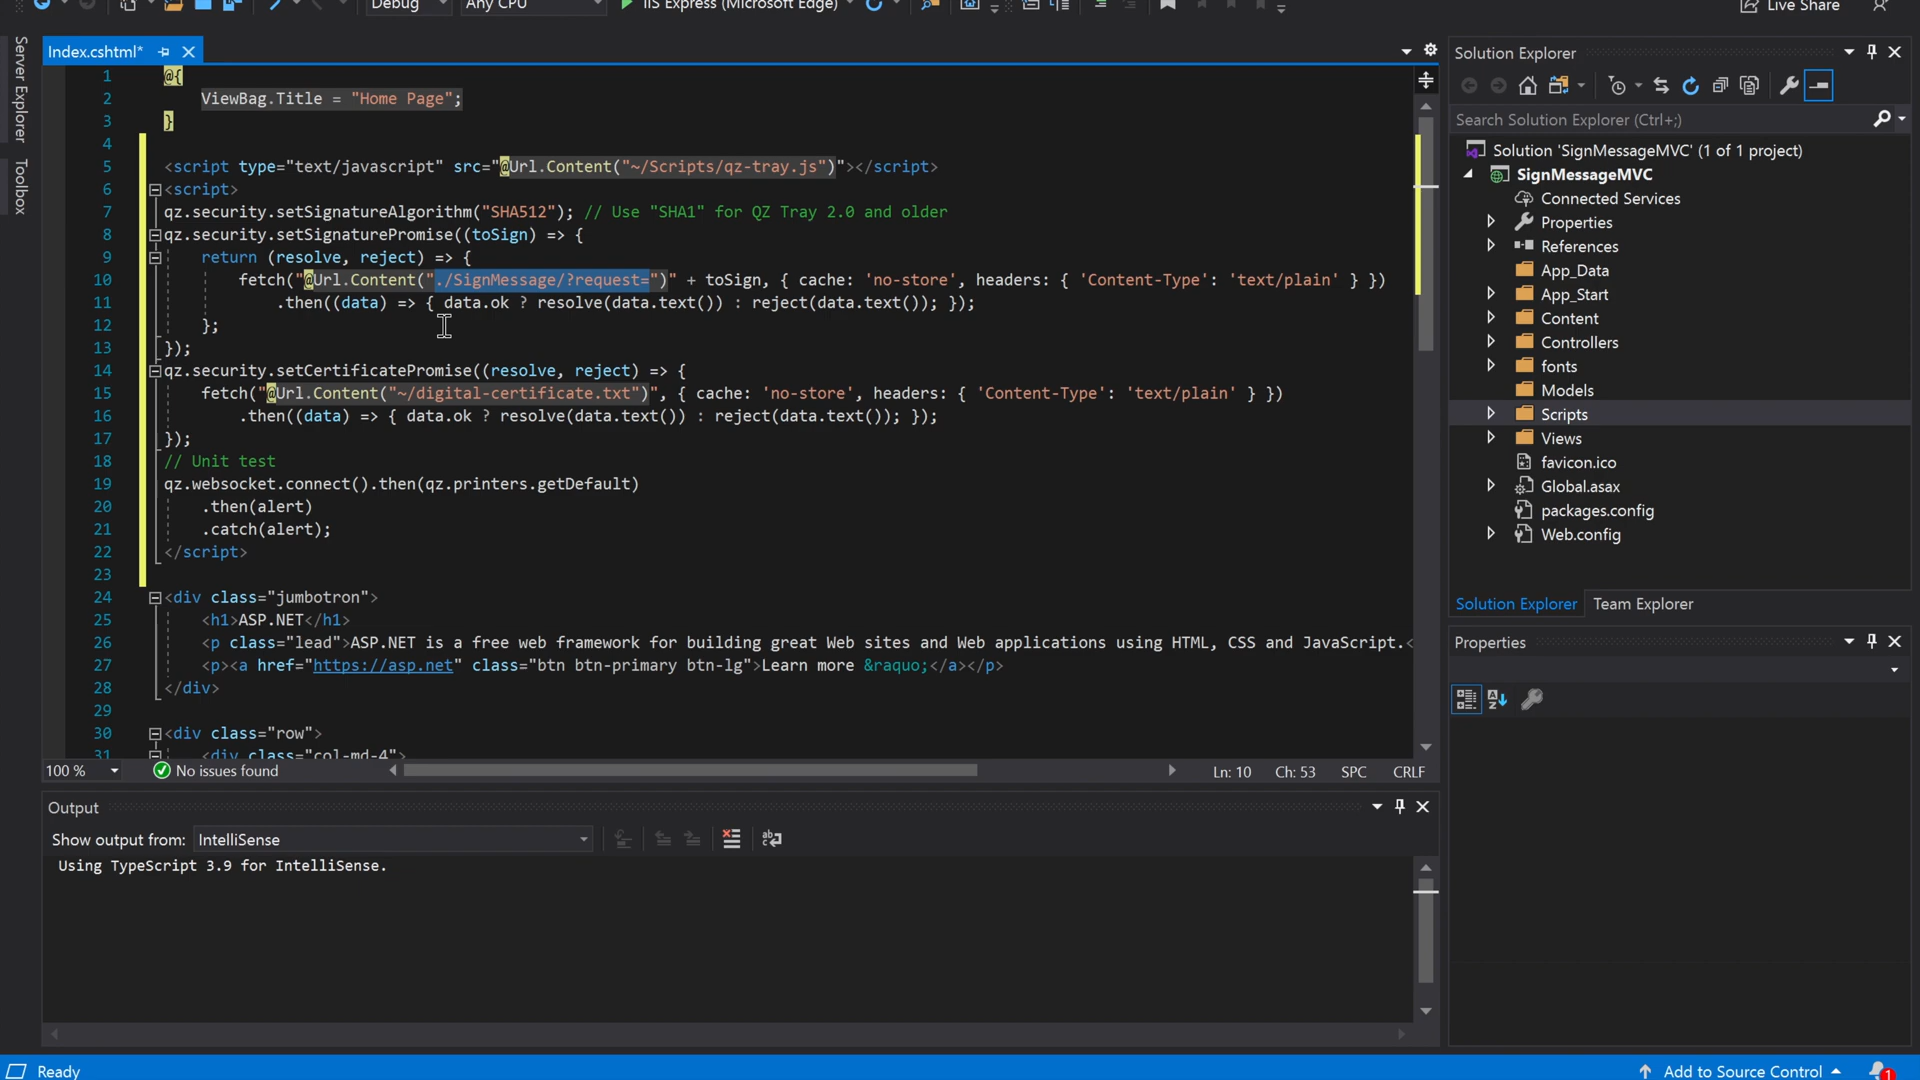 Debug
Any CPU
IIS Express (Microsoft Edge)
Live Share
Server Explorer
Toolbox
Index.cshtml*
1 @{
2 ViewBag.Title = "Home Page";
3 }
4
5 <script type="text/javascript" src="@Url.Content("~/Scripts/qz-tray.js")"></script>
6 <script>
7 qz.security.setSignatureAlgorithm("SHA512"); // Use "SHA1" for QZ Tray 2.0 and older
8 qz.security.setSignaturePromise((toSign) => {
9 return (resolve, reject) => {
10 fetch("@Url.Content("./SignMessage/?request=")" + toSign, { cache: 'no-store', headers: { 'Content-Type': 'text/plain' } })
11 .then((data) => { data.ok ? resolve(data.text()) : reject(data.text()); });
12 };
13 });
14 qz.security.setCertificatePromise((resolve, reject) => {
15 fetch("@Url.Content("~/digital-certificate.txt")", { cache: 'no-store', headers: { 'Content-Type': 'text/plain' } })
16 .then((data) => { data.ok ? resolve(data.text()) : reject(data.text()); });
17 });
18 // Unit test
19 qz.websocket.connect().then(qz.printers.getDefault)
20 .then(alert)
21 .catch(alert);
22 </script>
23
24 <div class="jumbotron">
25 <h1>ASP.NET</h1>
26 <p class="lead">ASP.NET is a free web framework for building great Web sites and Web applications using HTML, CSS and JavaScript.<
27 <p><a href="https://asp.net" class="btn btn-primary btn-lg">Learn more &raquo;</a></p>
28 </div>
29
30 <div class="row">
31 <div class="col-md-4">
100 %
No issues found
Ln: 10 Ch: 53 SPC CRLF
Output
Show output from: IntelliSense
Using TypeScript 3.9 for IntelliSense.
Solution Explorer
Search Solution Explorer (Ctrl+;)
Solution 'SignMessageMVC' (1 of 1 project)
SignMessageMVC
Connected Services
Properties
References
App_Data
App_Start
Content
Controllers
fonts
Models
Scripts
Views
favicon.ico
Global.asax
packages.config
Web.config
Solution Explorer Team Explorer
Properties
Ready
Add to Source Control
1